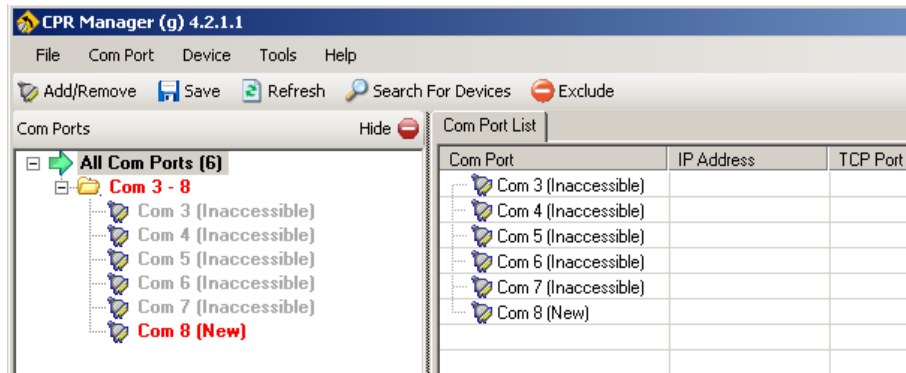 CPR Manager (g) 4.2.1.1
File Com Port Device Tools Help
Add/Remove Save Refresh Search For Devices Exclude
Com Ports Hide
All Com Ports (6)
Com 3 - 8
Com 3 (Inaccessible)
Com 4 (Inaccessible)
Com 5 (Inaccessible)
Com 6 (Inaccessible)
Com 7 (Inaccessible)
Com 8 (New)
Com Port List
Com Port IP Address TCP Port
Com 3 (Inaccessible)
Com 4 (Inaccessible)
Com 5 (Inaccessible)
Com 6 (Inaccessible)
Com 7 (Inaccessible)
Com 8 (New)